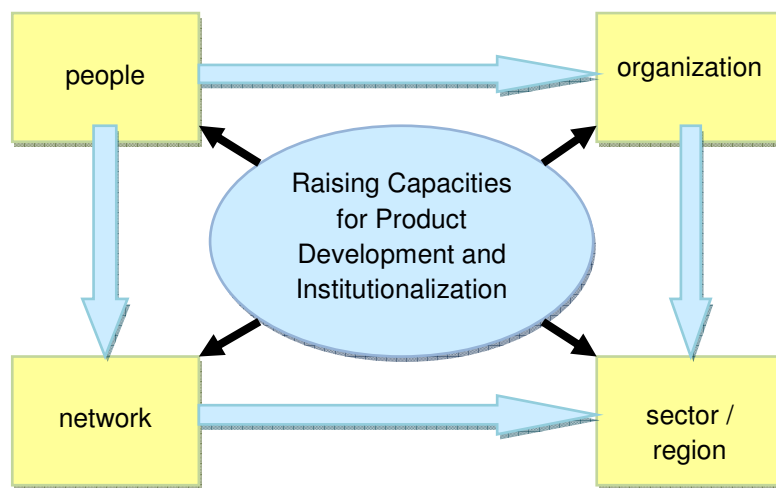 people
organization
Raising Capacities
for Product
Development and
Institutionalization
network
sector /
region